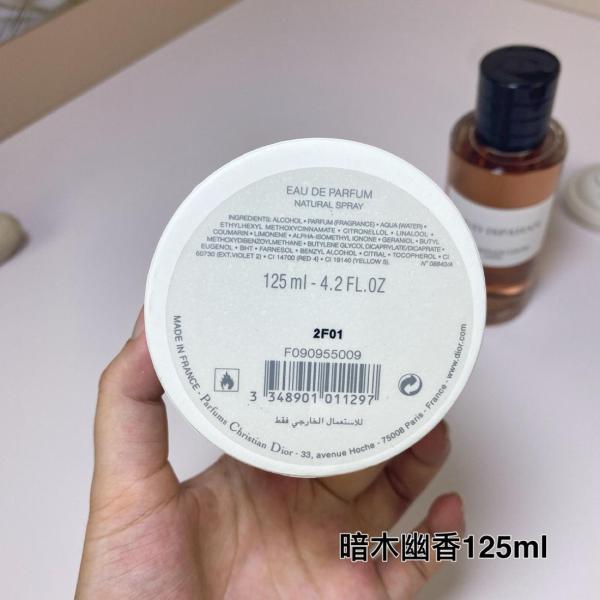 EAU DE PARFUM
NATURAL SPRAY
INGREDIENTS: ALCOHOL • PARFUM (FRAGRANCE) • AQUA (WATER) •
ETHYLHEXYL METHOXYCINNAMATE • CITRONELLOL • LINALOOL •
COUMARIN • LIMONENE • ALPHA-ISOMETHYL IONONE • GERANIOL • BUTYL
METHOXYDIBENZOYLMETHANE • BUTYLENE GLYCOL DICAPRYLATE/DICAPRATE •
EUGENOL • BHT • FARNESOL • BENZYL ALCOHOL • CITRAL • TOCOPHEROL • CI
60730 (EXT.VIOLET 2) • CI 14700 (RED 4) • CI 19140 (YELLOW 5). N° 08840/A
125 ml - 4.2 FL.OZ
2F01
F090955009
3 348901 011297
للاستعمال الخارجي فقط
MADE IN FRANCE - Parfums Christian Dior - 33, avenue Hoche - 75008 Paris - France - www.dior.com
暗木幽香125ml